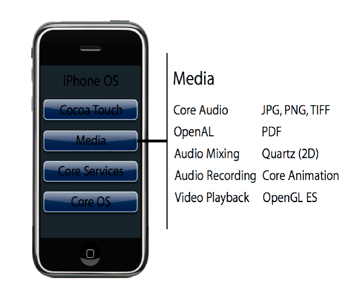 iPhone OS
Cocoa Touch
Media
Core Services
Core OS
Media
Core Audio JPG, PNG, TIFF
OpenAL PDF
Audio Mixing Quartz (2D)
Audio Recording Core Animation
Video Playback OpenGL ES